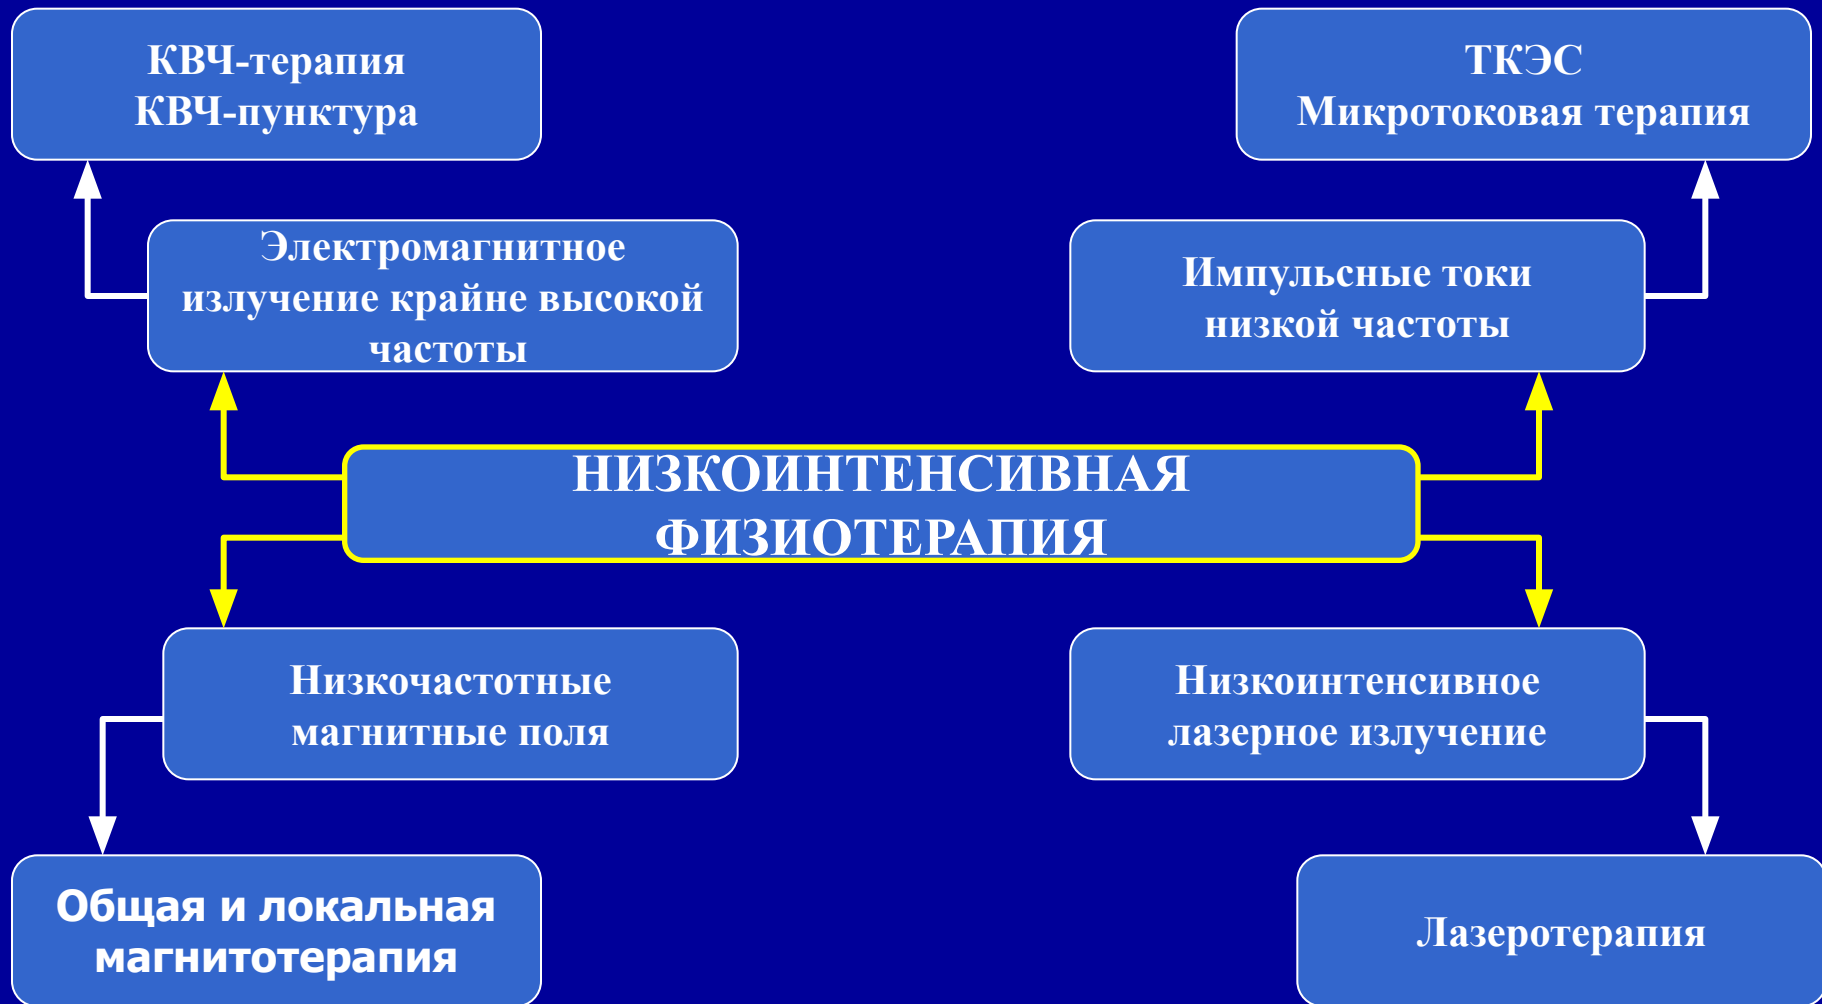 КВЧ-терапия
КВЧ-пунктура
ТКЭС
Микротоковая терапия
Электромагнитное
излучение крайне высокой
частоты
Импульсные токи
низкой частоты
НИЗКОИНТЕНСИВНАЯ
ФИЗИОТЕРАПИЯ
Низкочастотные
магнитные поля
Низкоинтенсивное
лазерное излучение
Общая и локальная
магнитотерапия
Лазеротерапия